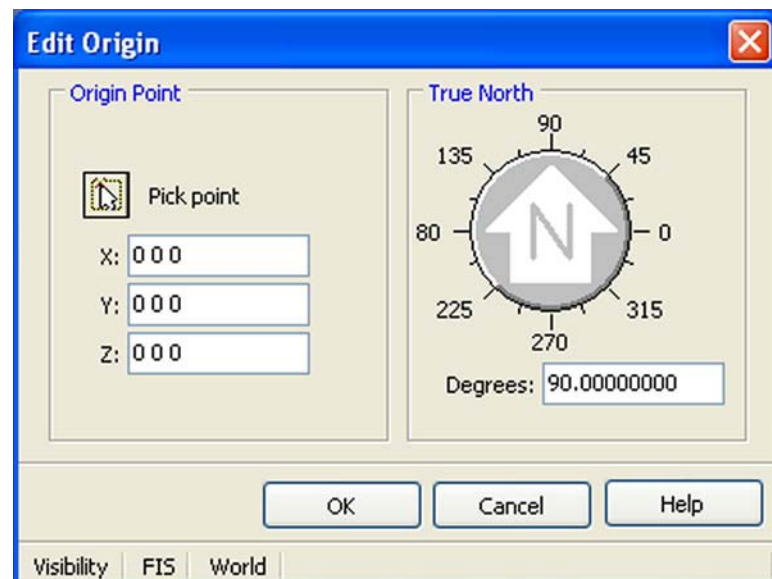 Edit Origin
Origin Point
Pick point
X: 0 0 0
Y: 0 0 0
Z: 0 0 0
True North
90
135 45
80 N 0
225 315
270
Degrees: 90.00000000
OK Cancel Help
Visibility FIS World